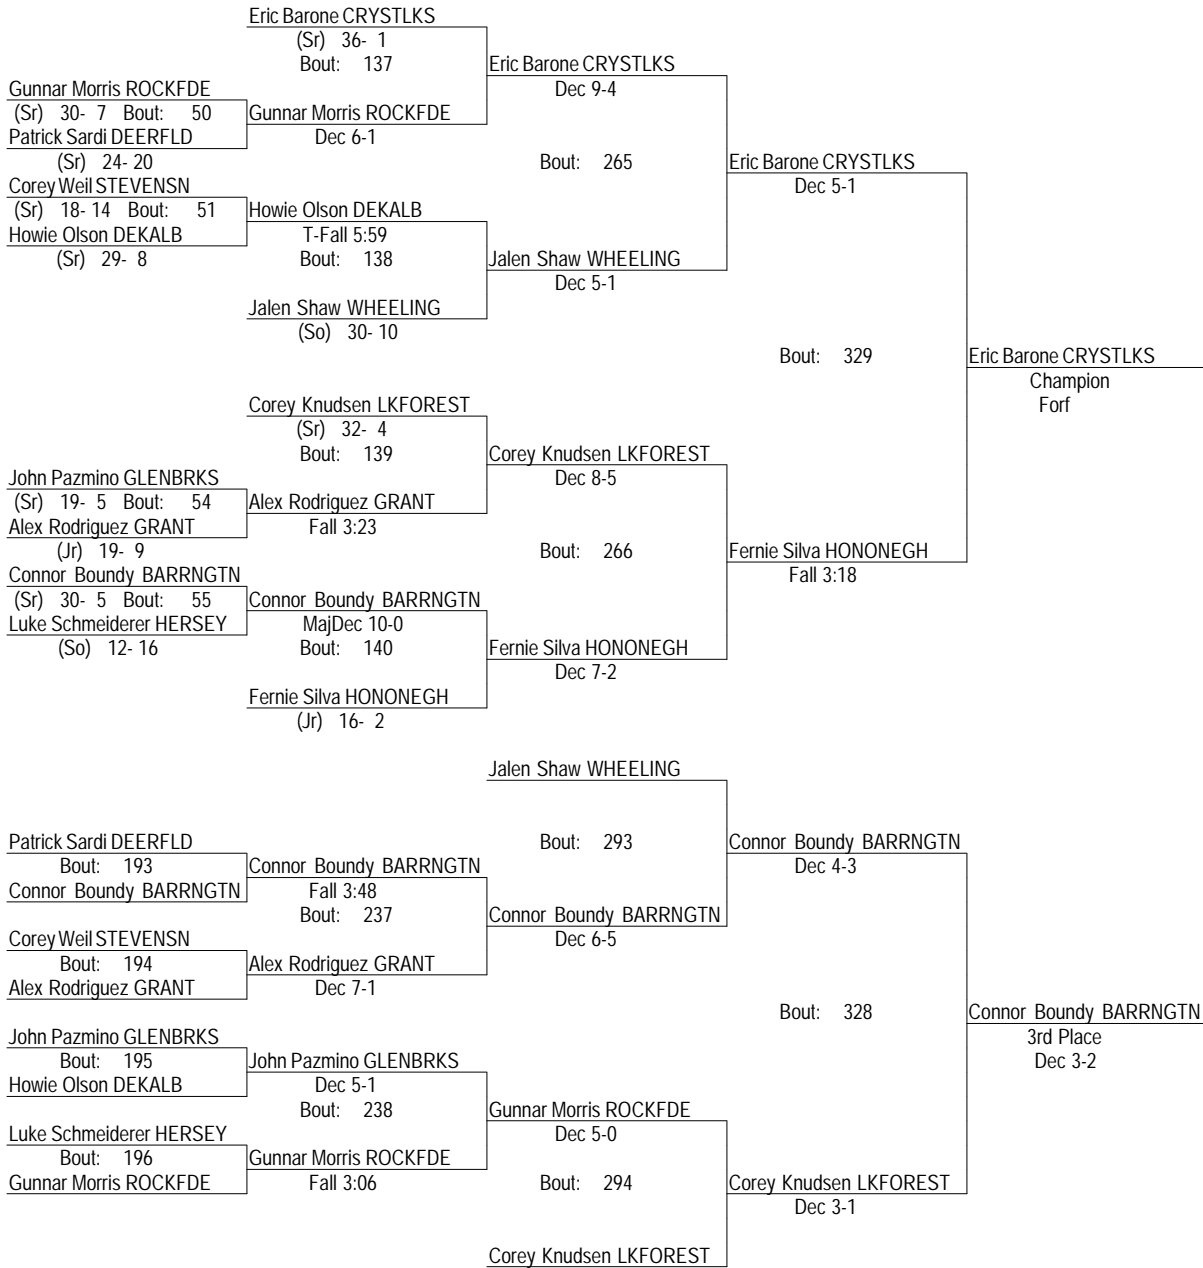 Eric Barone CRYSTLKS
(Sr) 36- 1
Bout: 137
Eric Barone CRYSTLKS
Dec 9-4
Gunnar Morris ROCKFDE
(Sr) 30- 7 Bout: 50
Gunnar Morris ROCKFDE
Dec 6-1
Patrick Sardi DEERFLD
(Sr) 24- 20
Bout: 265
Eric Barone CRYSTLKS
Dec 5-1
Corey Weil STEVENSN
(Sr) 18- 14 Bout: 51
Howie Olson DEKALB
T-Fall 5:59
Howie Olson DEKALB
(Sr) 29- 8
Bout: 138
Jalen Shaw WHEELING
Dec 5-1
Jalen Shaw WHEELING
(So) 30- 10
Bout: 329
Eric Barone CRYSTLKS
Champion
Forf
Corey Knudsen LKFOREST
(Sr) 32- 4
Bout: 139
Corey Knudsen LKFOREST
Dec 8-5
John Pazmino GLENBRKS
(Sr) 19- 5 Bout: 54
Alex Rodriguez GRANT
Fall 3:23
Alex Rodriguez GRANT
(Jr) 19- 9
Bout: 266
Fernie Silva HONONEGH
Fall 3:18
Connor Boundy BARRNGTN
(Sr) 30- 5 Bout: 55
Connor Boundy BARRNGTN
MajDec 10-0
Luke Schmeiderer HERSEY
(So) 12- 16
Bout: 140
Fernie Silva HONONEGH
Dec 7-2
Fernie Silva HONONEGH
(Jr) 16- 2
Jalen Shaw WHEELING
Patrick Sardi DEERFLD
Bout: 193
Connor Boundy BARRNGTN
Bout: 293
Connor Boundy BARRNGTN
Dec 4-3
Connor Boundy BARRNGTN
Fall 3:48
Bout: 237
Connor Boundy BARRNGTN
Dec 6-5
Corey Weil STEVENSN
Bout: 194
Alex Rodriguez GRANT
Alex Rodriguez GRANT
Dec 7-1
Bout: 328
Connor Boundy BARRNGTN
3rd Place
Dec 3-2
John Pazmino GLENBRKS
Bout: 195
Howie Olson DEKALB
John Pazmino GLENBRKS
Dec 5-1
Bout: 238
Gunnar Morris ROCKFDE
Dec 5-0
Luke Schmeiderer HERSEY
Bout: 196
Gunnar Morris ROCKFDE
Gunnar Morris ROCKFDE
Fall 3:06
Bout: 294
Corey Knudsen LKFOREST
Dec 3-1
Corey Knudsen LKFOREST